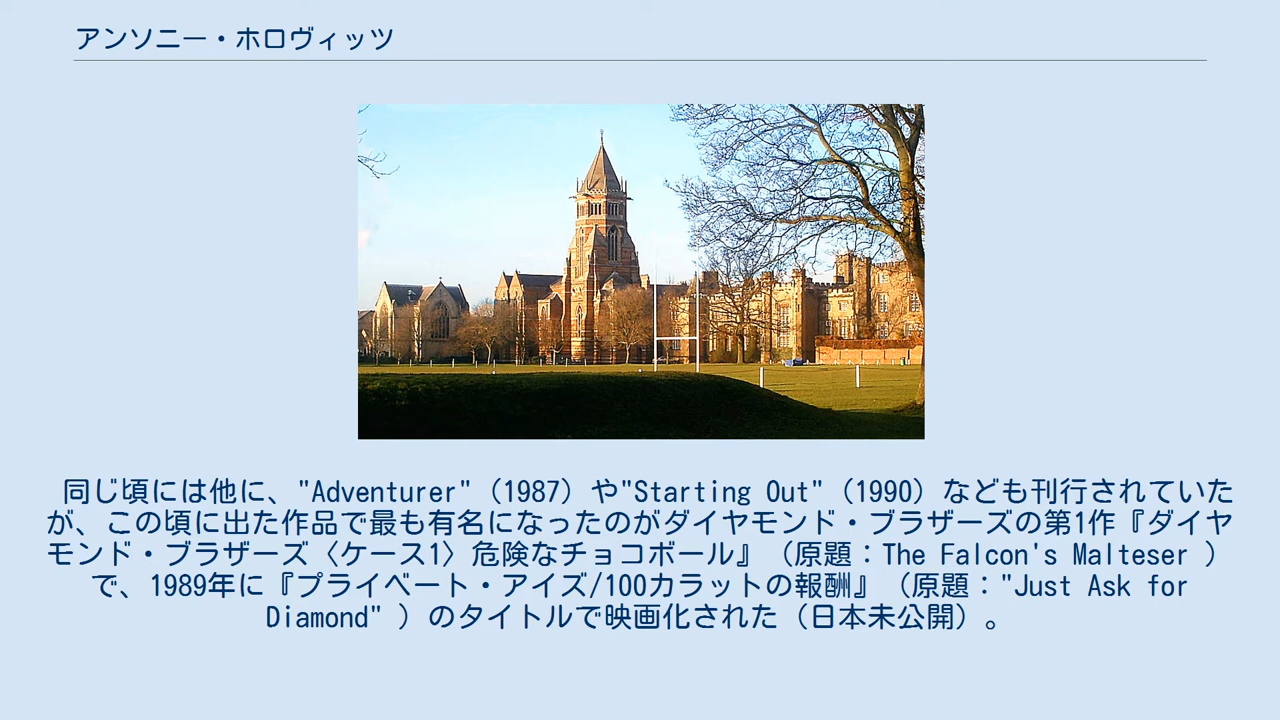 アンソニー・ホロヴィッツ
同じ頃には他に、"Adventurer"（1987）や"Starting Out"（1990）なども刊行されていた
が、この頃に出た作品で最も有名になったのがダイヤモンド・ブラザーズの第1作『ダイヤ
モンド・ブラザーズ〈ケース1〉危険なチョコボール』（原題：The Falcon's Malteser ）
で、1989年に『プライベート・アイズ/100カラットの報酬』（原題："Just Ask for
Diamond" ）のタイトルで映画化された（日本未公開）。